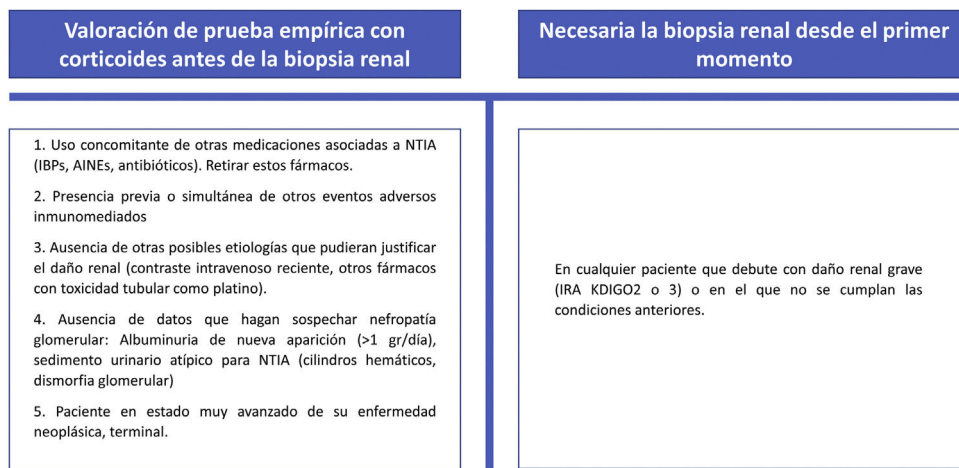 Valoración de prueba empírica con
corticoides antes de la biopsia renal
1. Uso concomitante de otras medicaciones asociadas a NTIA
(IBPs, AINEs, antibióticos). Retirar estos fármacos.
2. Presencia previa o simultánea de otros eventos adversos
inmunomediados
3. Ausencia de otras posibles etiologías que pudieran justificar
el daño renal (contraste intravenoso reciente, otros fármacos
con toxicidad tubular como platino).
4. Ausencia de datos que hagan sospechar nefropatía
glomerular: Albuminuria de nueva aparición (>1 gr/día),
sedimento urinario atípico para NTIA (cilindros hemáticos,
dismorfia glomerular)
5. Paciente en estado muy avanzado de su enfermedad
neoplásica, terminal.
Necesaria la biopsia renal desde el primer
momento
En cualquier paciente que debute con daño renal grave
(IRA KDIGO2 o 3) o en el que no se cumplan las
condiciones anteriores.